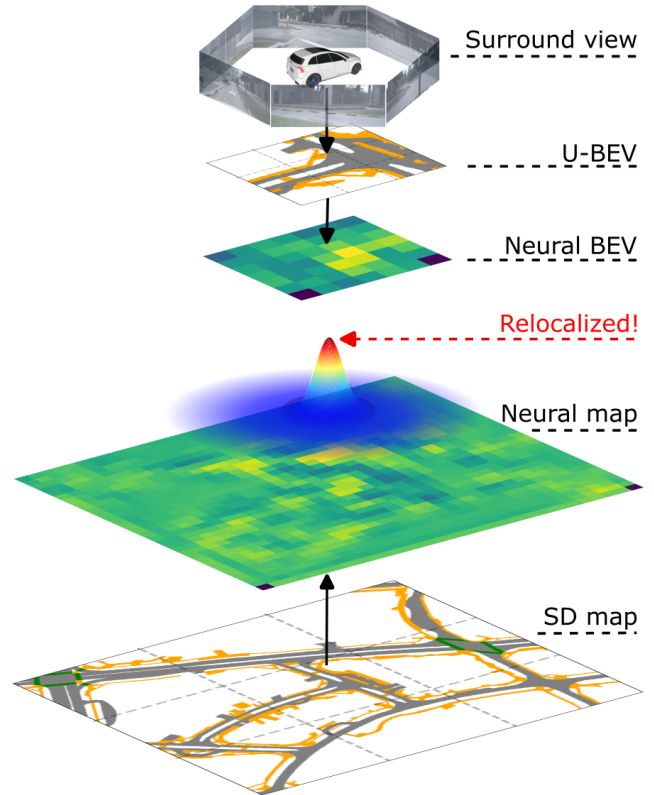 Surround view
U-BEV
Neural BEV
Relocalized!
Neural map
SD map